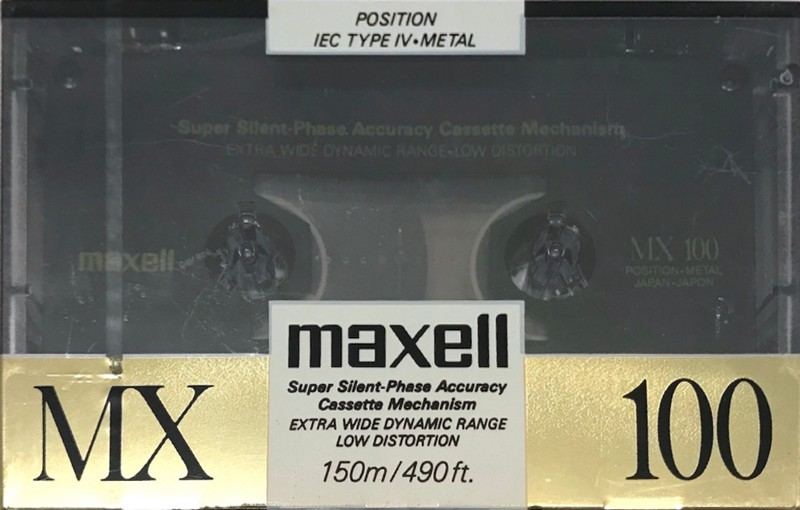 POSITION
IEC TYPE IV•METAL
Super Silent-Phase Accuracy Cassette Mechanism
EXTRA WIDE DYNAMIC RANGE•LOW DISTORTION
maxell
MX 100
POSITION•METAL
JAPAN•JAPON
maxell
Super Silent-Phase Accuracy
Cassette Mechanism
EXTRA WIDE DYNAMIC RANGE
LOW DISTORTION
150m/490ft.
MX
100